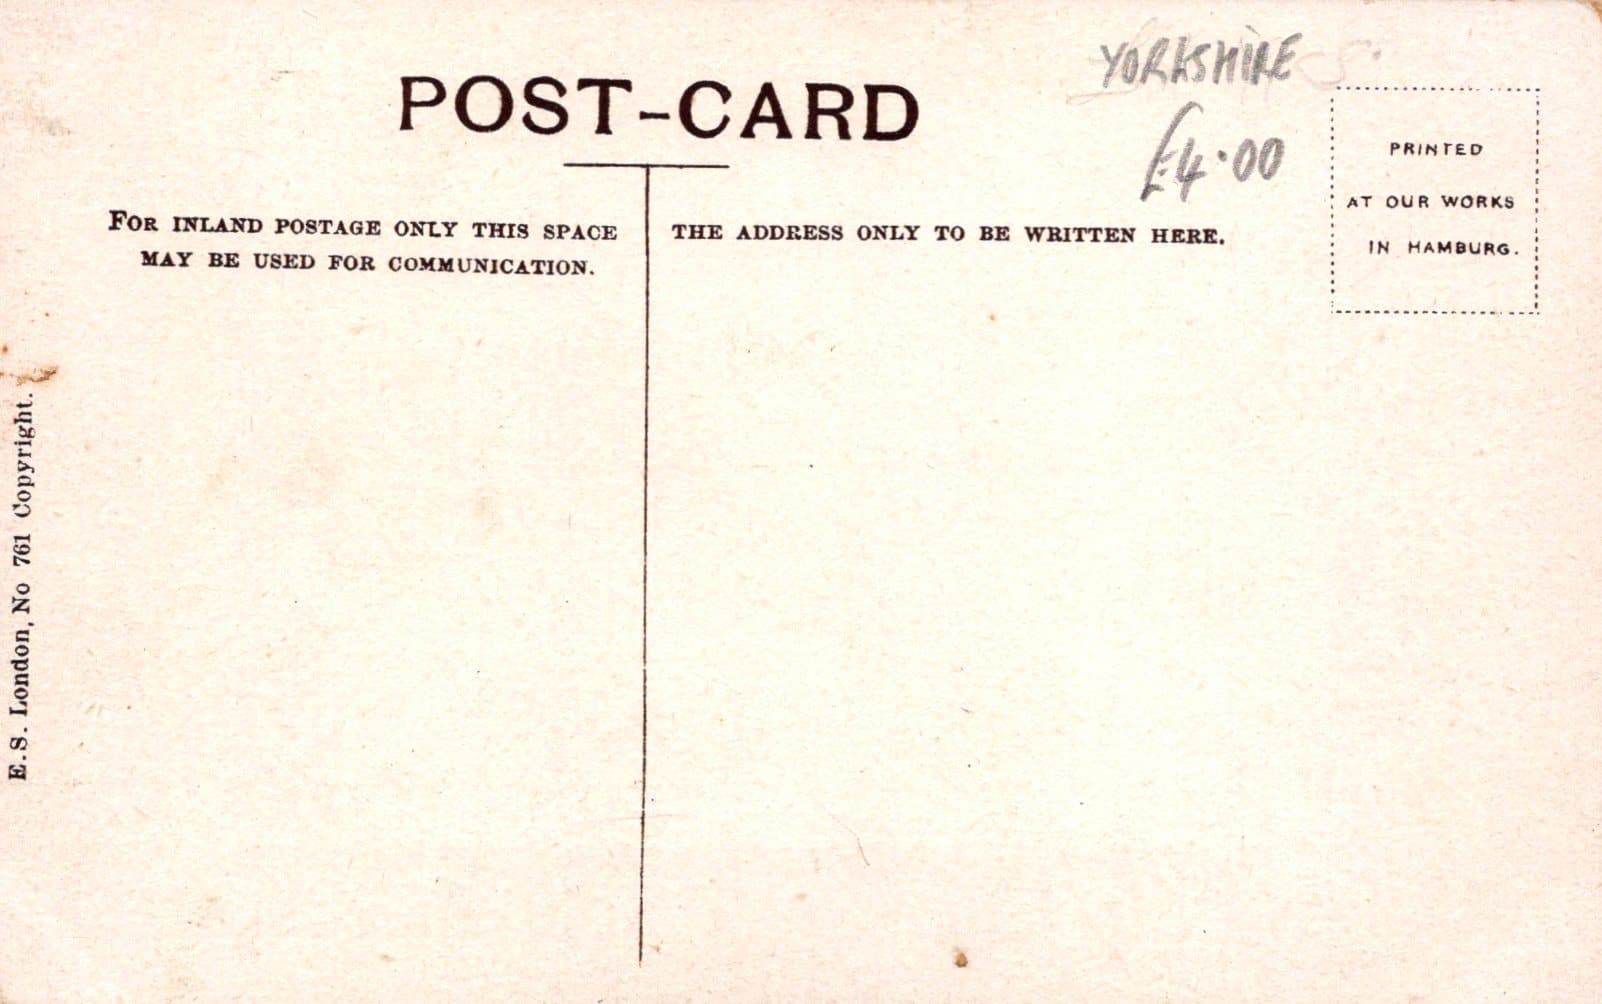 YORKSHIRE
£4.00
POST-CARD
FOR INLAND POSTAGE ONLY THIS SPACE
MAY BE USED FOR COMMUNICATION.
THE ADDRESS ONLY TO BE WRITTEN HERE.
PRINTED
AT OUR WORKS
IN HAMBURG.
E.S. London, No 761 Copyright.